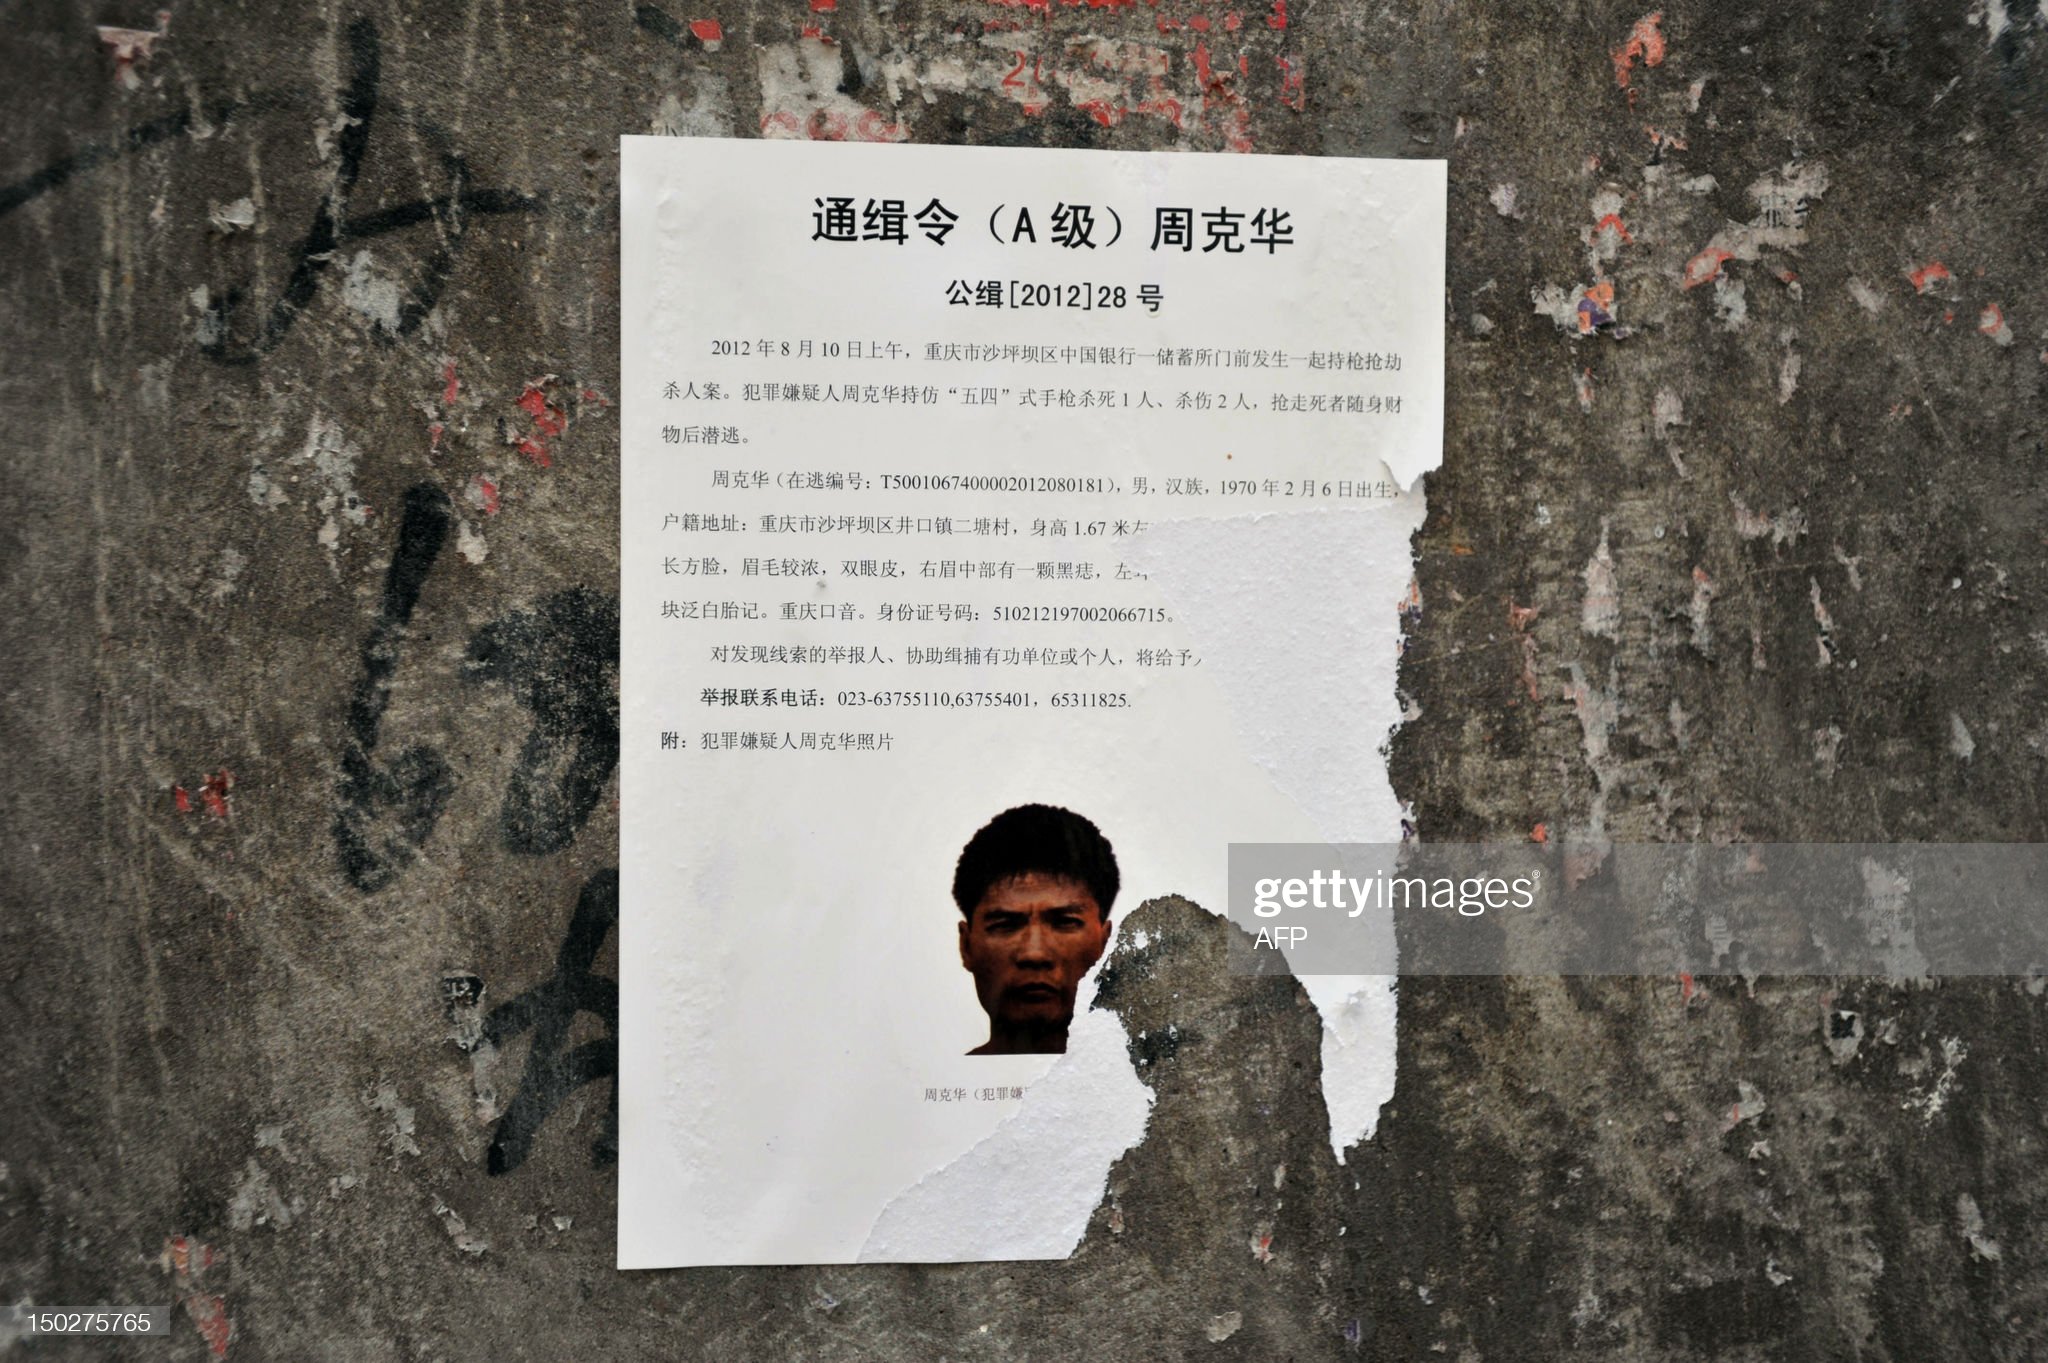 通缉令（A级）周克华
公缉[2012]28 号
2012 年 8 月 10 日上午，重庆市沙坪坝区中国银行一储蓄所门前发生一起持枪抢劫
杀人案。犯罪嫌疑人周克华持仿“五四”式手枪杀死 1 人、杀伤 2 人，抢走死者随身财
物后潜逃。
周克华（在逃编号：T5001067400002012080181），男，汉族，1970 年 2 月 6 日出生，
户籍地址：重庆市沙坪坝区井口镇二塘村，身高 1.67 米左
长方脸，眉毛较浓，双眼皮，右眉中部有一颗黑痣，左
块泛白胎记。重庆口音。身份证号码：510212197002066715。
对发现线索的举报人、协助缉捕有功单位或个人，将给予
举报联系电话：023-63755110,63755401，65311825.
附：犯罪嫌疑人周克华照片
周克华（犯罪嫌
gettyimages®
AFP
150275765